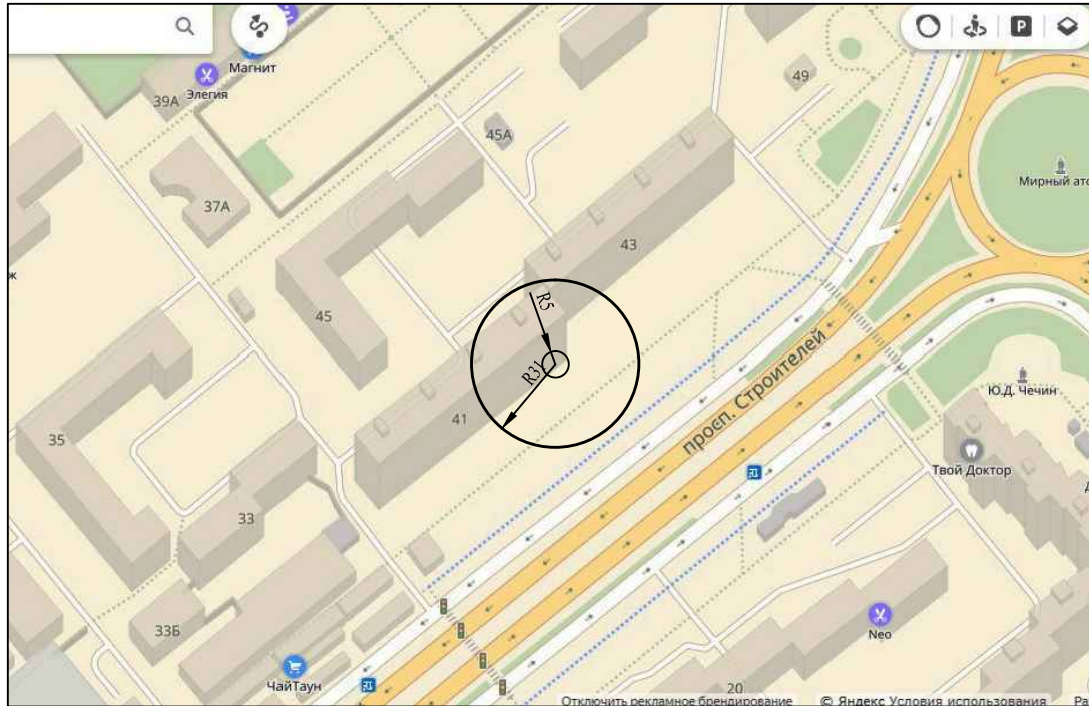 Магнит
Элегия
39А
49
45А
37А
Мирный ато
43
ж
R5
45
R31
просп. Строителей
Ю.Д. Чечин
41
35
Твой Доктор
33
33Б
Neo
ЧайТаун
20
Отключить рекламное брендирование
© Яндекс Условия использования
P